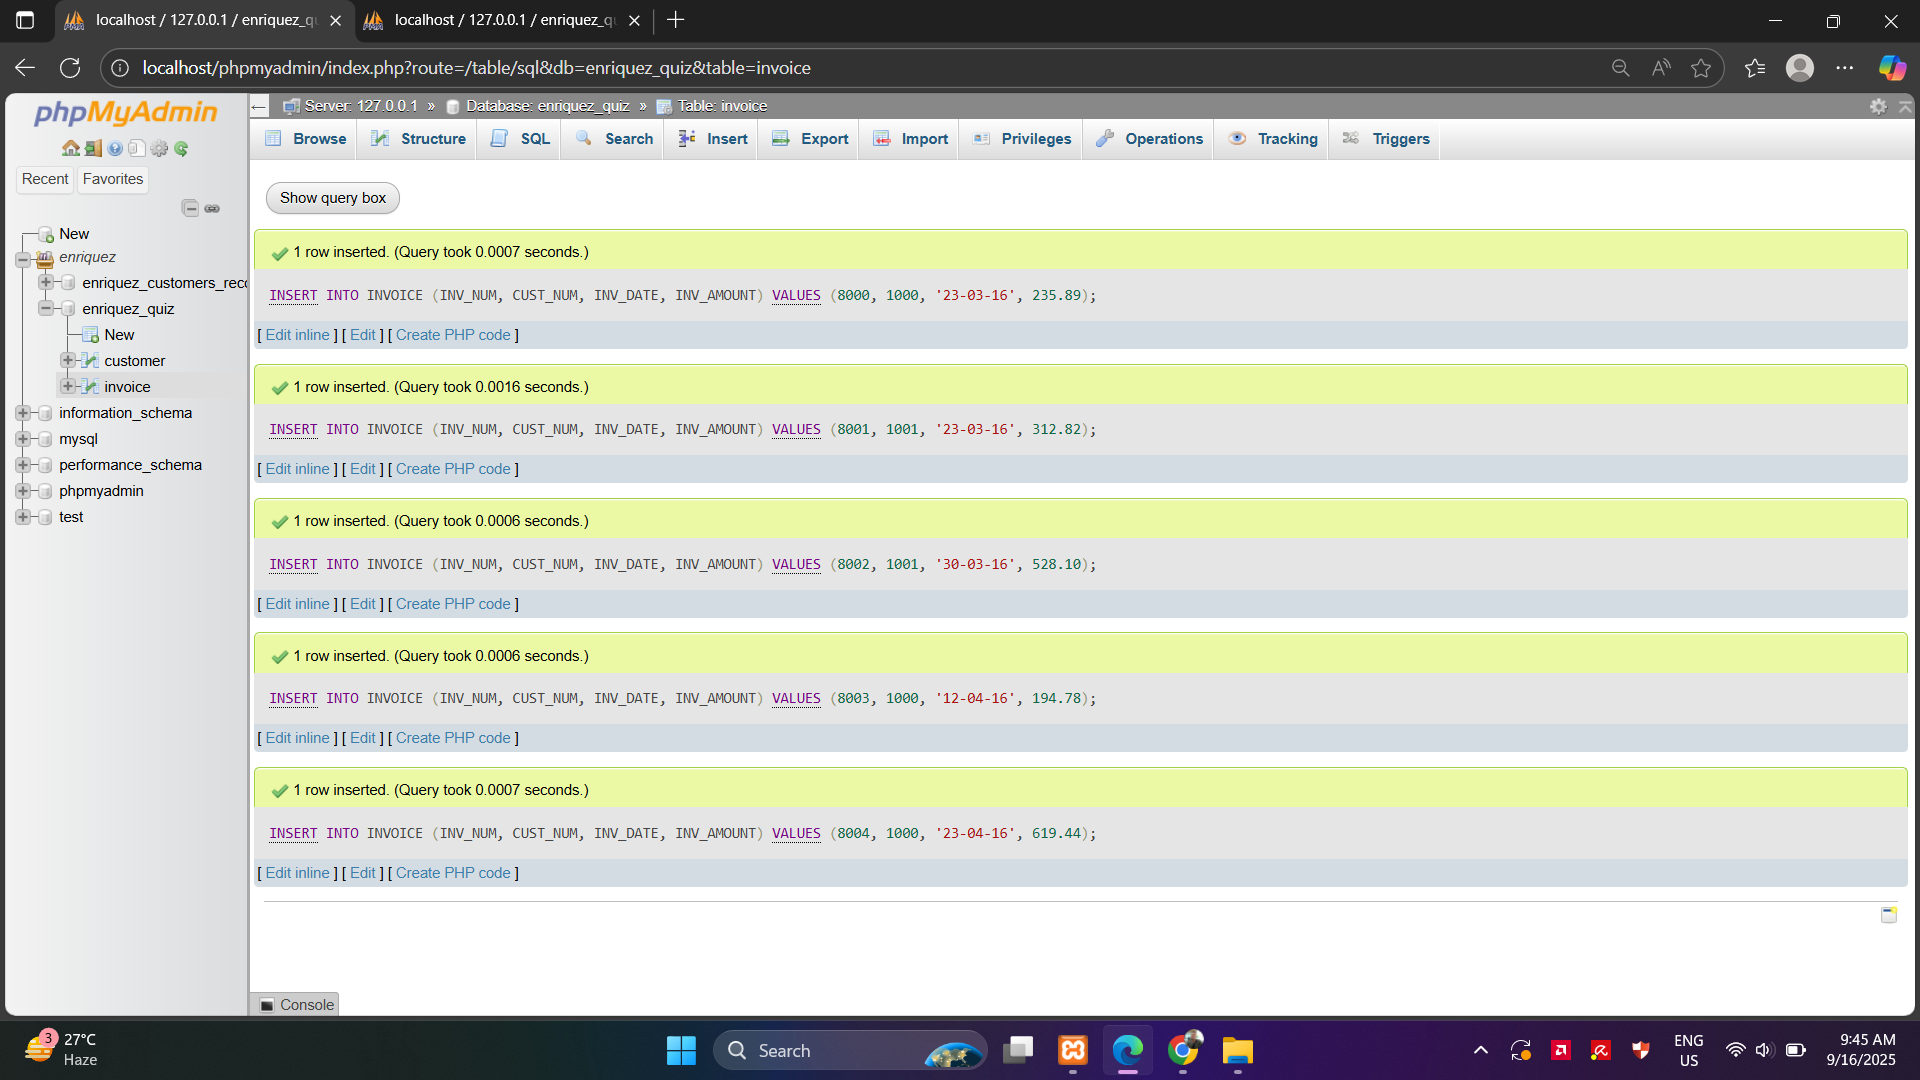 localhost / 127.0.0.1 / enriquez_qu
localhost / 127.0.0.1 / enriquez_qu
localhost/phpmyadmin/index.php?route=/table/sql&db=enriquez_quiz&table=invoice
phpMyAdmin
Recent
Favorites
New
enriquez
enriquez_customers_reco
enriquez_quiz
New
customer
invoice
information_schema
mysql
performance_schema
phpmyadmin
test
Server: 127.0.0.1 » Database: enriquez_quiz » Table: invoice
Browse Structure SQL Search Insert Export Import Privileges Operations Tracking Triggers
Show query box
1 row inserted. (Query took 0.0007 seconds.)
INSERT INTO INVOICE (INV_NUM, CUST_NUM, INV_DATE, INV_AMOUNT) VALUES (8000, 1000, '23-03-16', 235.89);
[ Edit inline ] [ Edit ] [ Create PHP code ]
1 row inserted. (Query took 0.0016 seconds.)
INSERT INTO INVOICE (INV_NUM, CUST_NUM, INV_DATE, INV_AMOUNT) VALUES (8001, 1001, '23-03-16', 312.82);
[ Edit inline ] [ Edit ] [ Create PHP code ]
1 row inserted. (Query took 0.0006 seconds.)
INSERT INTO INVOICE (INV_NUM, CUST_NUM, INV_DATE, INV_AMOUNT) VALUES (8002, 1001, '30-03-16', 528.10);
[ Edit inline ] [ Edit ] [ Create PHP code ]
1 row inserted. (Query took 0.0006 seconds.)
INSERT INTO INVOICE (INV_NUM, CUST_NUM, INV_DATE, INV_AMOUNT) VALUES (8003, 1000, '12-04-16', 194.78);
[ Edit inline ] [ Edit ] [ Create PHP code ]
1 row inserted. (Query took 0.0007 seconds.)
INSERT INTO INVOICE (INV_NUM, CUST_NUM, INV_DATE, INV_AMOUNT) VALUES (8004, 1000, '23-04-16', 619.44);
[ Edit inline ] [ Edit ] [ Create PHP code ]
Console
3
27°C
Haze
Search
ENG
US
9:45 AM
9/16/2025